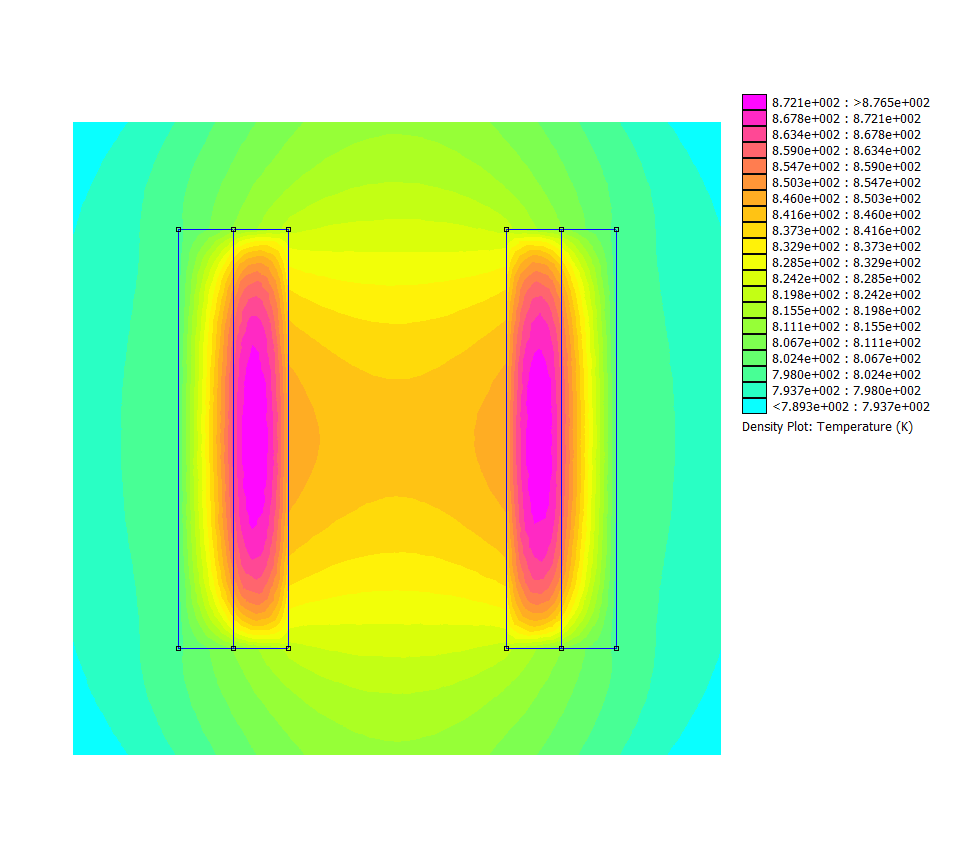 8.721e+002 : >8.765e+002
8.678e+002 : 8.721e+002
8.634e+002 : 8.678e+002
8.590e+002 : 8.634e+002
8.547e+002 : 8.590e+002
8.503e+002 : 8.547e+002
8.460e+002 : 8.503e+002
8.416e+002 : 8.460e+002
8.373e+002 : 8.416e+002
8.329e+002 : 8.373e+002
8.285e+002 : 8.329e+002
8.242e+002 : 8.285e+002
8.198e+002 : 8.242e+002
8.155e+002 : 8.198e+002
8.111e+002 : 8.155e+002
8.067e+002 : 8.111e+002
8.024e+002 : 8.067e+002
7.980e+002 : 8.024e+002
7.937e+002 : 7.980e+002
<7.893e+002 : 7.937e+002
Density Plot: Temperature (K)